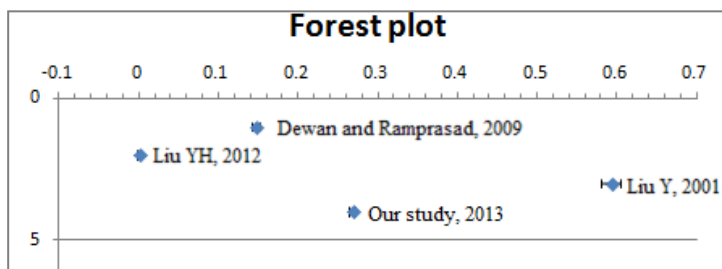 Forest plot
-0.1 0 0.1 0.2 0.3 0.4 0.5 0.6 0.7
0
Dewan and Ramprasad, 2009
Liu YH, 2012
Liu Y, 2001
Our study, 2013
5